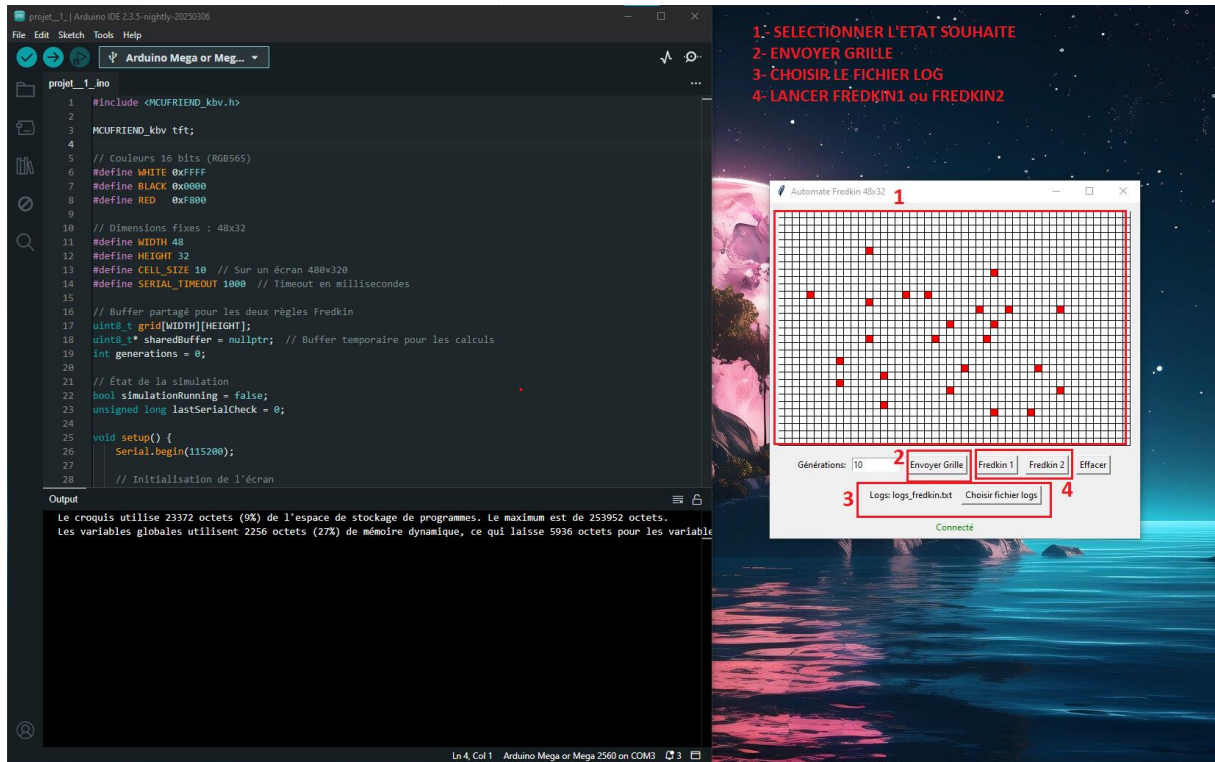 projet__1_ | Arduino IDE 2.3.5-nightly-20250306
File Edit Sketch Tools Help
Arduino Mega or Meg...
projet__1_.ino
1 #include <MCUFRIEND_kbv.h>
2
3 MCUFRIEND_kbv tft;
4
5 // Couleurs 16 bits (RGB565)
6 #define WHITE 0xFFFF
7 #define BLACK 0x0000
8 #define RED 0xF800
9
10 // Dimensions fixes : 48x32
11 #define WIDTH 48
12 #define HEIGHT 32
13 #define CELL_SIZE 10 // Sur un écran 480x320
14 #define SERIAL_TIMEOUT 1000 // Timeout en millisecondes
15
16 // Buffer partagé pour les deux règles Fredkin
17 uint8_t grid[WIDTH][HEIGHT];
18 uint8_t* sharedBuffer = nullptr; // Buffer temporaire pour les calculs
19 int generations = 0;
20
21 // État de la simulation
22 bool simulationRunning = false;
23 unsigned long lastSerialCheck = 0;
24
25 void setup() {
26 Serial.begin(115200);
27
28 // Initialisation de l'écran
Output
Le croquis utilise 23372 octets (9%) de l'espace de stockage de programmes. Le maximum est de 253952 octets.
Les variables globales utilisent 2256 octets (27%) de mémoire dynamique, ce qui laisse 5936 octets pour les variable
Ln 4, Col 1 Arduino Mega or Mega 2560 on COM3 3
1 - SELECTIONNER L'ETAT SOUHAITE
2- ENVOYER GRILLE
3- CHOISIR LE FICHIER LOG
4- LANCER FREDKIN1 ou FREDKIN2
Automate Fredkin 48x32
1
Générations: 10 2 Envoyer Grille Fredkin 1 Fredkin 2 Effacer
3 Logs: logs_fredkin.txt Choisir fichier logs 4
Connecté